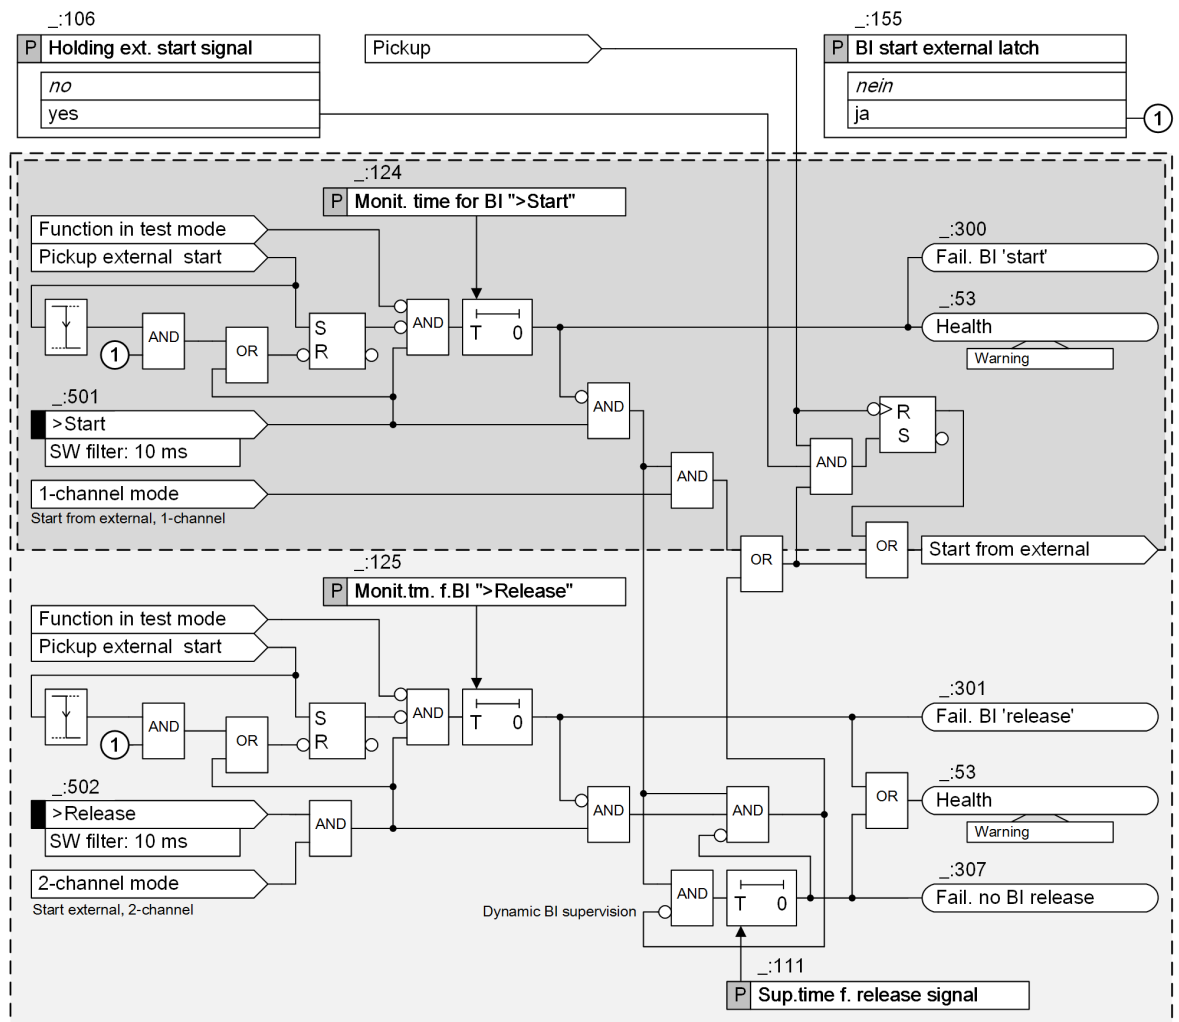 _:106
P Holding ext. start signal
no
yes
Pickup
_:155
P BI start external latch
nein
ja
1
_:124
P Monit. time for BI ">Start"
Function in test mode
Pickup external start
AND
1
OR
S
R
AND
T 0
_:300
Fail. BI 'start'
_:53
Health
Warning
_:501
>Start
SW filter: 10 ms
AND
R
S
AND
1-channel mode
Start from external, 1-channel
AND
OR
OR
Start from external
_:125
P Monit.tm. f.BI ">Release"
Function in test mode
Pickup external start
AND
1
OR
S
R
AND
T 0
_:301
Fail. BI 'release'
_:502
>Release
SW filter: 10 ms
AND
AND
AND
OR
_:53
Health
Warning
2-channel mode
Start external, 2-channel
Dynamic BI supervision
AND
T 0
_:307
Fail. no BI release
_:111
P Sup.time f. release signal